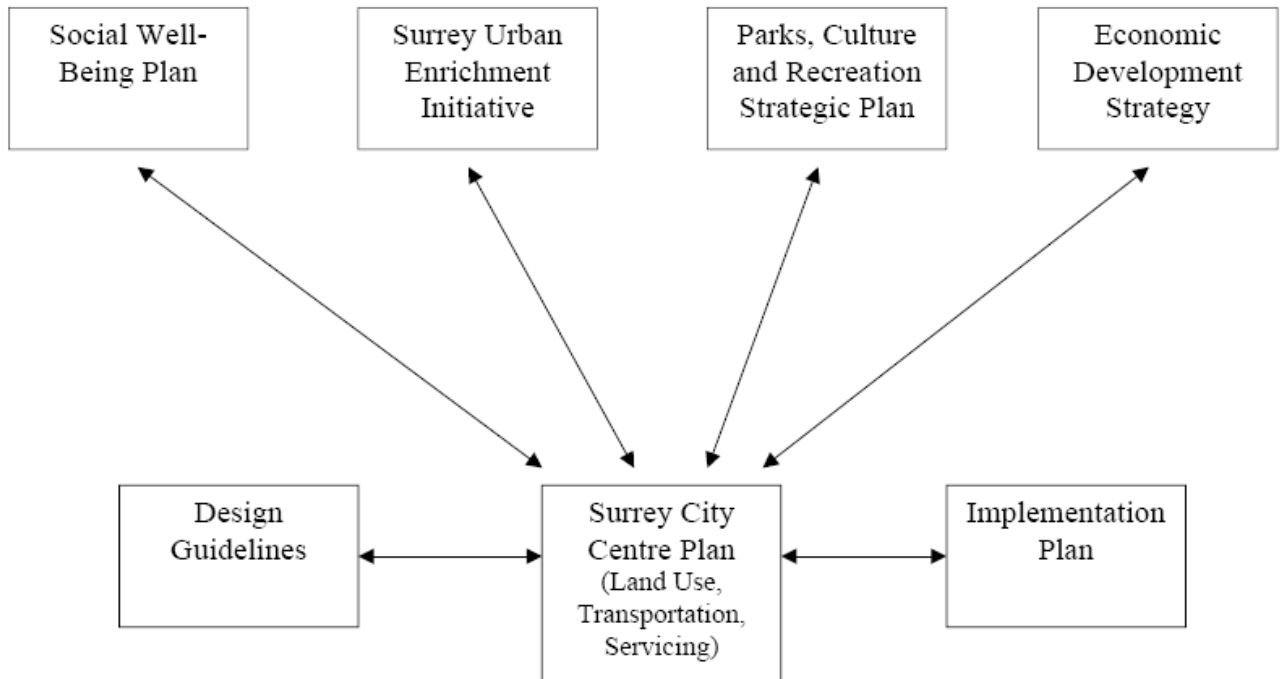 Social Well-
Being Plan
Surrey Urban
Enrichment
Initiative
Parks, Culture
and Recreation
Strategic Plan
Economic
Development
Strategy
Design
Guidelines
Surrey City
Centre Plan
(Land Use,
Transportation,
Servicing)
Implementation
Plan